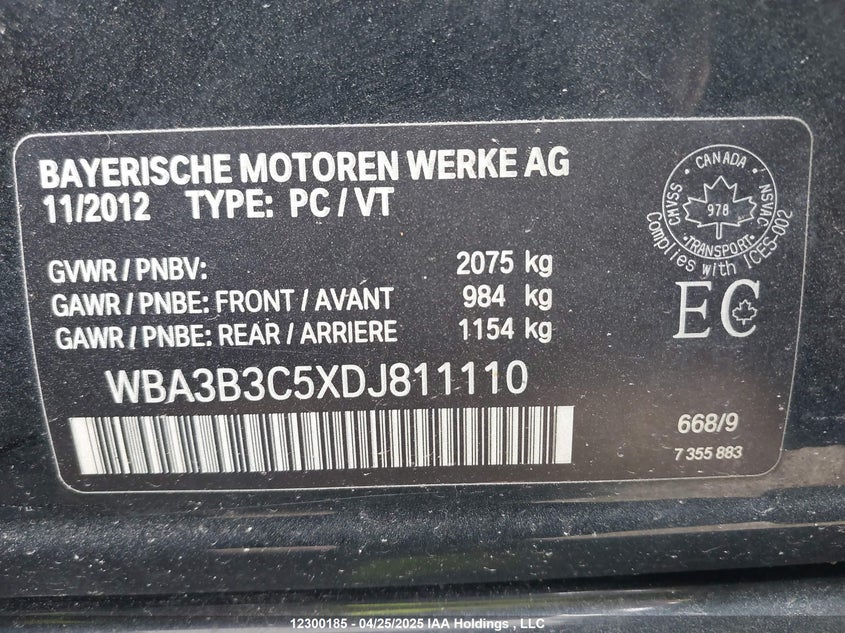 BAYERISCHE MOTOREN WERKE AG
11/2012 TYPE: PC / VT
GVWR / PNBV: 2075 kg
GAWR / PNBE: FRONT / AVANT 984 kg
GAWR / PNBE: REAR / ARRIERE 1154 kg
WBA3B3C5XDJ811110
CANADA
CMVSS
NSVAC
978
TRANSPORT
Complies with ICES-002
EC
668/9
7 355 883
12300185 - 04/25/2025 IAA Holdings , LLC